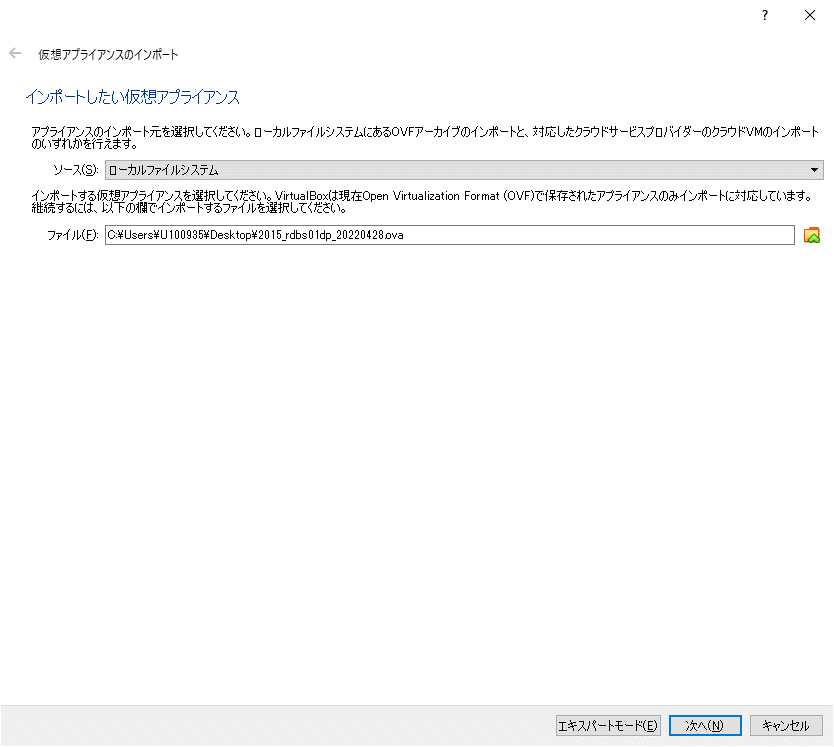 ?
仮想アプライアンスのインポート
インポートしたい仮想アプライアンス
アプライアンスのインポート元を選択してください。ローカルファイルシステムにあるOVFアーカイブのインポートと、対応したクラウドサービスプロバイダーのクラウドVMのインポート
のいずれかを行えます。
ソース(S): ローカルファイルシステム
インポートする仮想アプライアンスを選択してください。VirtualBoxは現在Open Virtualization Format (OVF)で保存されたアプライアンスのみインポートに対応しています。
継続するには、以下の欄でインポートするファイルを選択してください。
ファイル(F): C:¥Users¥U100935¥Desktop¥2015_rdbs01dp_20220428.ova
エキスパートモード(E) 次へ(N) キャンセル